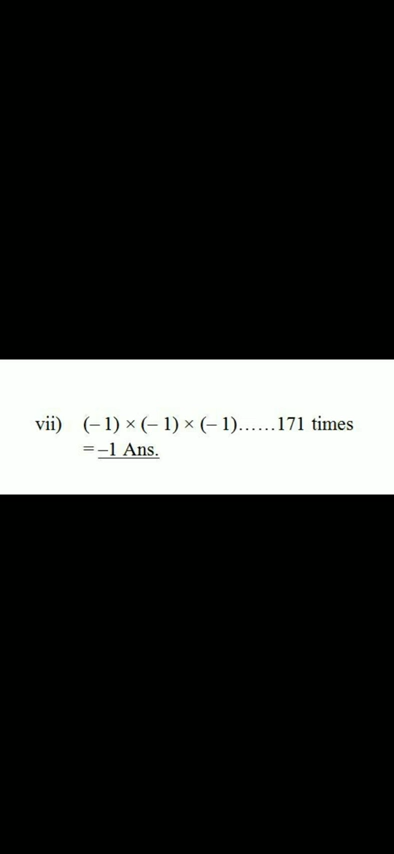 vii) (– 1) × (– 1) × (– 1)......171 times
= –1 Ans.